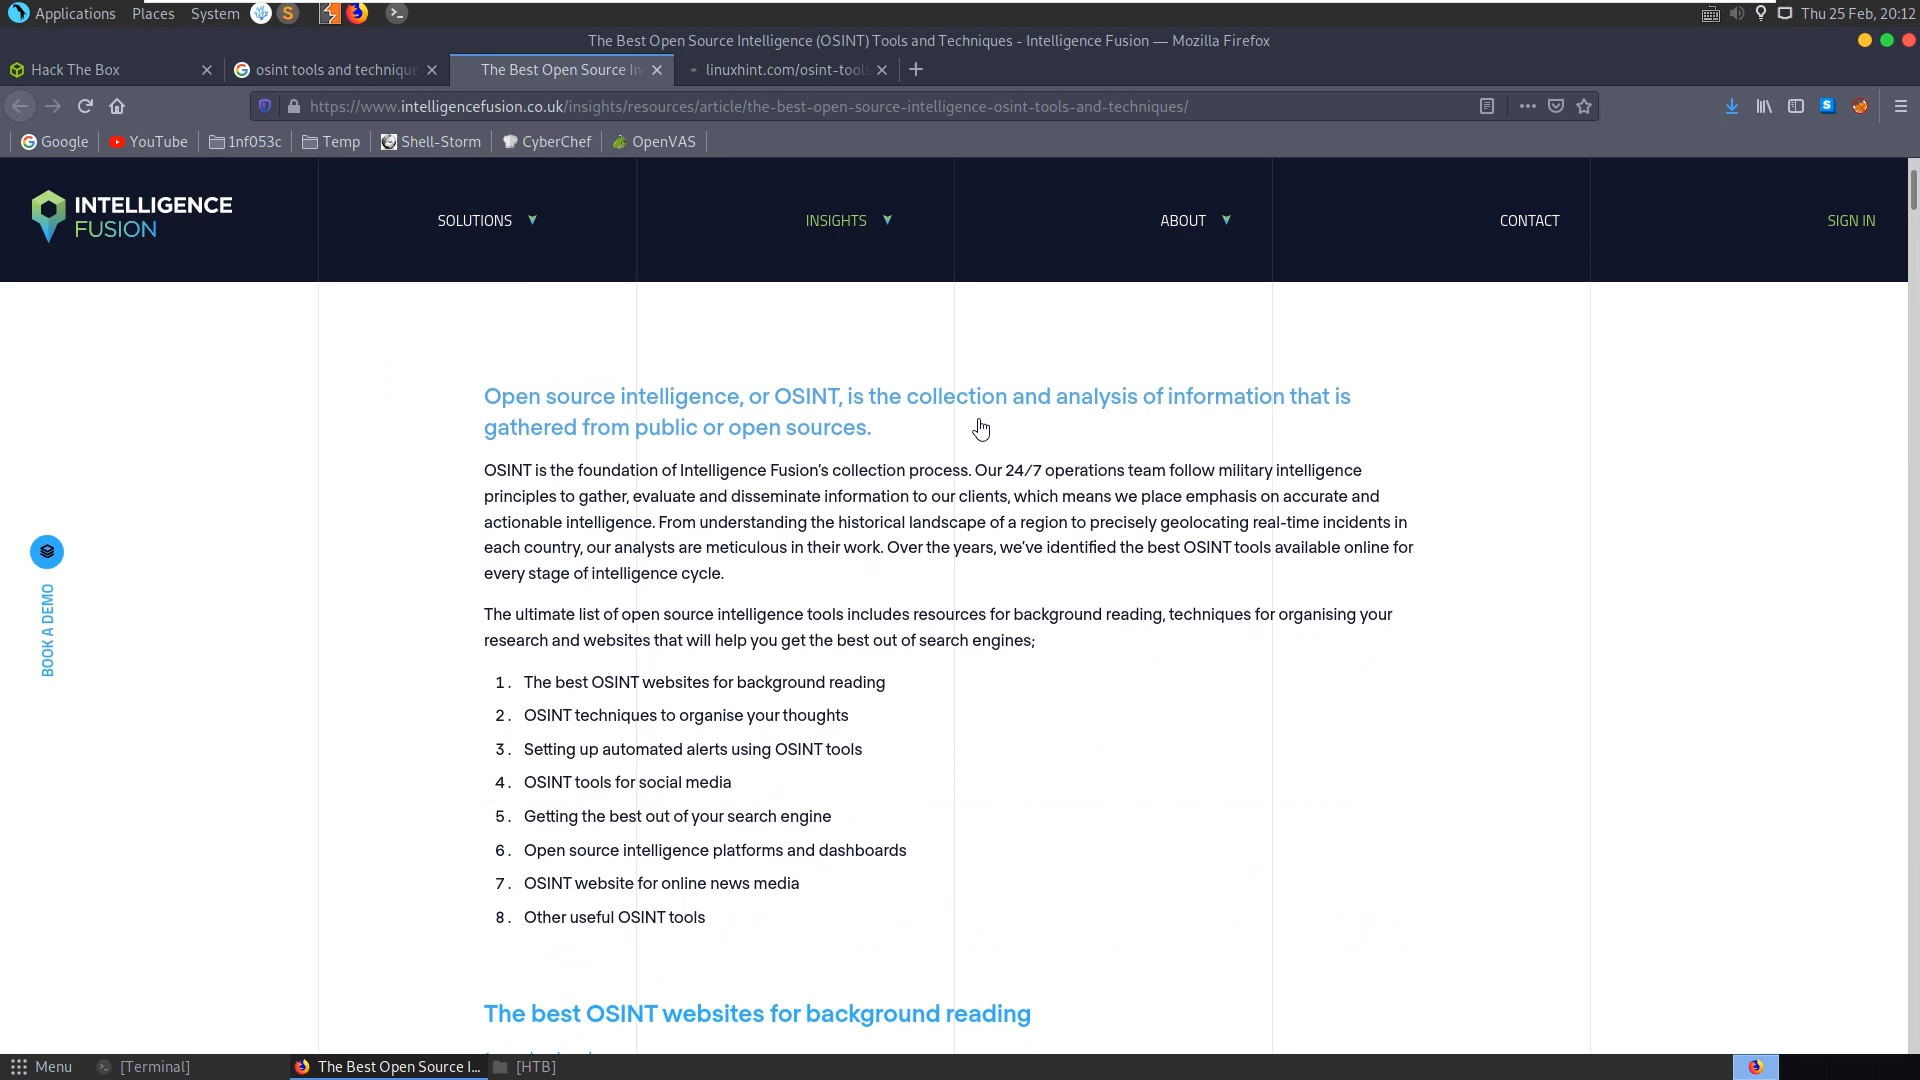 Applications Places System Thu 25 Feb, 20:12
The Best Open Source Intelligence (OSINT) Tools and Techniques - Intelligence Fusion — Mozilla Firefox
Hack The Box osint tools and technique The Best Open Source In linuxhint.com/osint-tools
https://www.intelligencefusion.co.uk/insights/resources/article/the-best-open-source-intelligence-osint-tools-and-techniques/
Google YouTube 1nf053c Temp Shell-Storm CyberChef OpenVAS
INTELLIGENCE
FUSION
SOLUTIONS INSIGHTS ABOUT CONTACT SIGN IN
Open source intelligence, or OSINT, is the collection and analysis of information that is
gathered from public or open sources.
OSINT is the foundation of Intelligence Fusion’s collection process. Our 24/7 operations team follow military intelligence
principles to gather, evaluate and disseminate information to our clients, which means we place emphasis on accurate and
actionable intelligence. From understanding the historical landscape of a region to precisely geolocating real-time incidents in
each country, our analysts are meticulous in their work. Over the years, we’ve identified the best OSINT tools available online for
every stage of intelligence cycle.
The ultimate list of open source intelligence tools includes resources for background reading, techniques for organising your
research and websites that will help you get the best out of search engines;
1. The best OSINT websites for background reading
2. OSINT techniques to organise your thoughts
3. Setting up automated alerts using OSINT tools
4. OSINT tools for social media
5. Getting the best out of your search engine
6. Open source intelligence platforms and dashboards
7. OSINT website for online news media
8. Other useful OSINT tools
BOOK A DEMO
The best OSINT websites for background reading
Menu [Terminal] The Best Open Source I... [HTB]